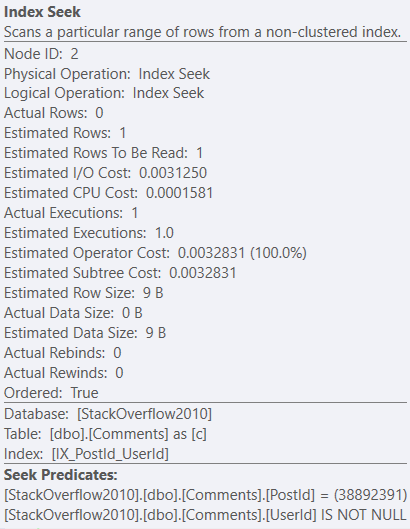 Index Seek
Scans a particular range of rows from a non-clustered index.
Node ID: 2
Physical Operation: Index Seek
Logical Operation: Index Seek
Actual Rows: 0
Estimated Rows: 1
Estimated Rows To Be Read: 1
Estimated I/O Cost: 0.0031250
Estimated CPU Cost: 0.0001581
Actual Executions: 1
Estimated Executions: 1.0
Estimated Operator Cost: 0.0032831 (100.0%)
Estimated Subtree Cost: 0.0032831
Estimated Row Size: 9 B
Actual Data Size: 0 B
Estimated Data Size: 9 B
Actual Rebinds: 0
Actual Rewinds: 0
Ordered: True
Database: [StackOverflow2010]
Table: [dbo].[Comments] as [c]
Index: [IX_PostId_UserId]
Seek Predicates:
[StackOverflow2010].[dbo].[Comments].[PostId] = (38892391)
[StackOverflow2010].[dbo].[Comments].[UserId] IS NOT NULL